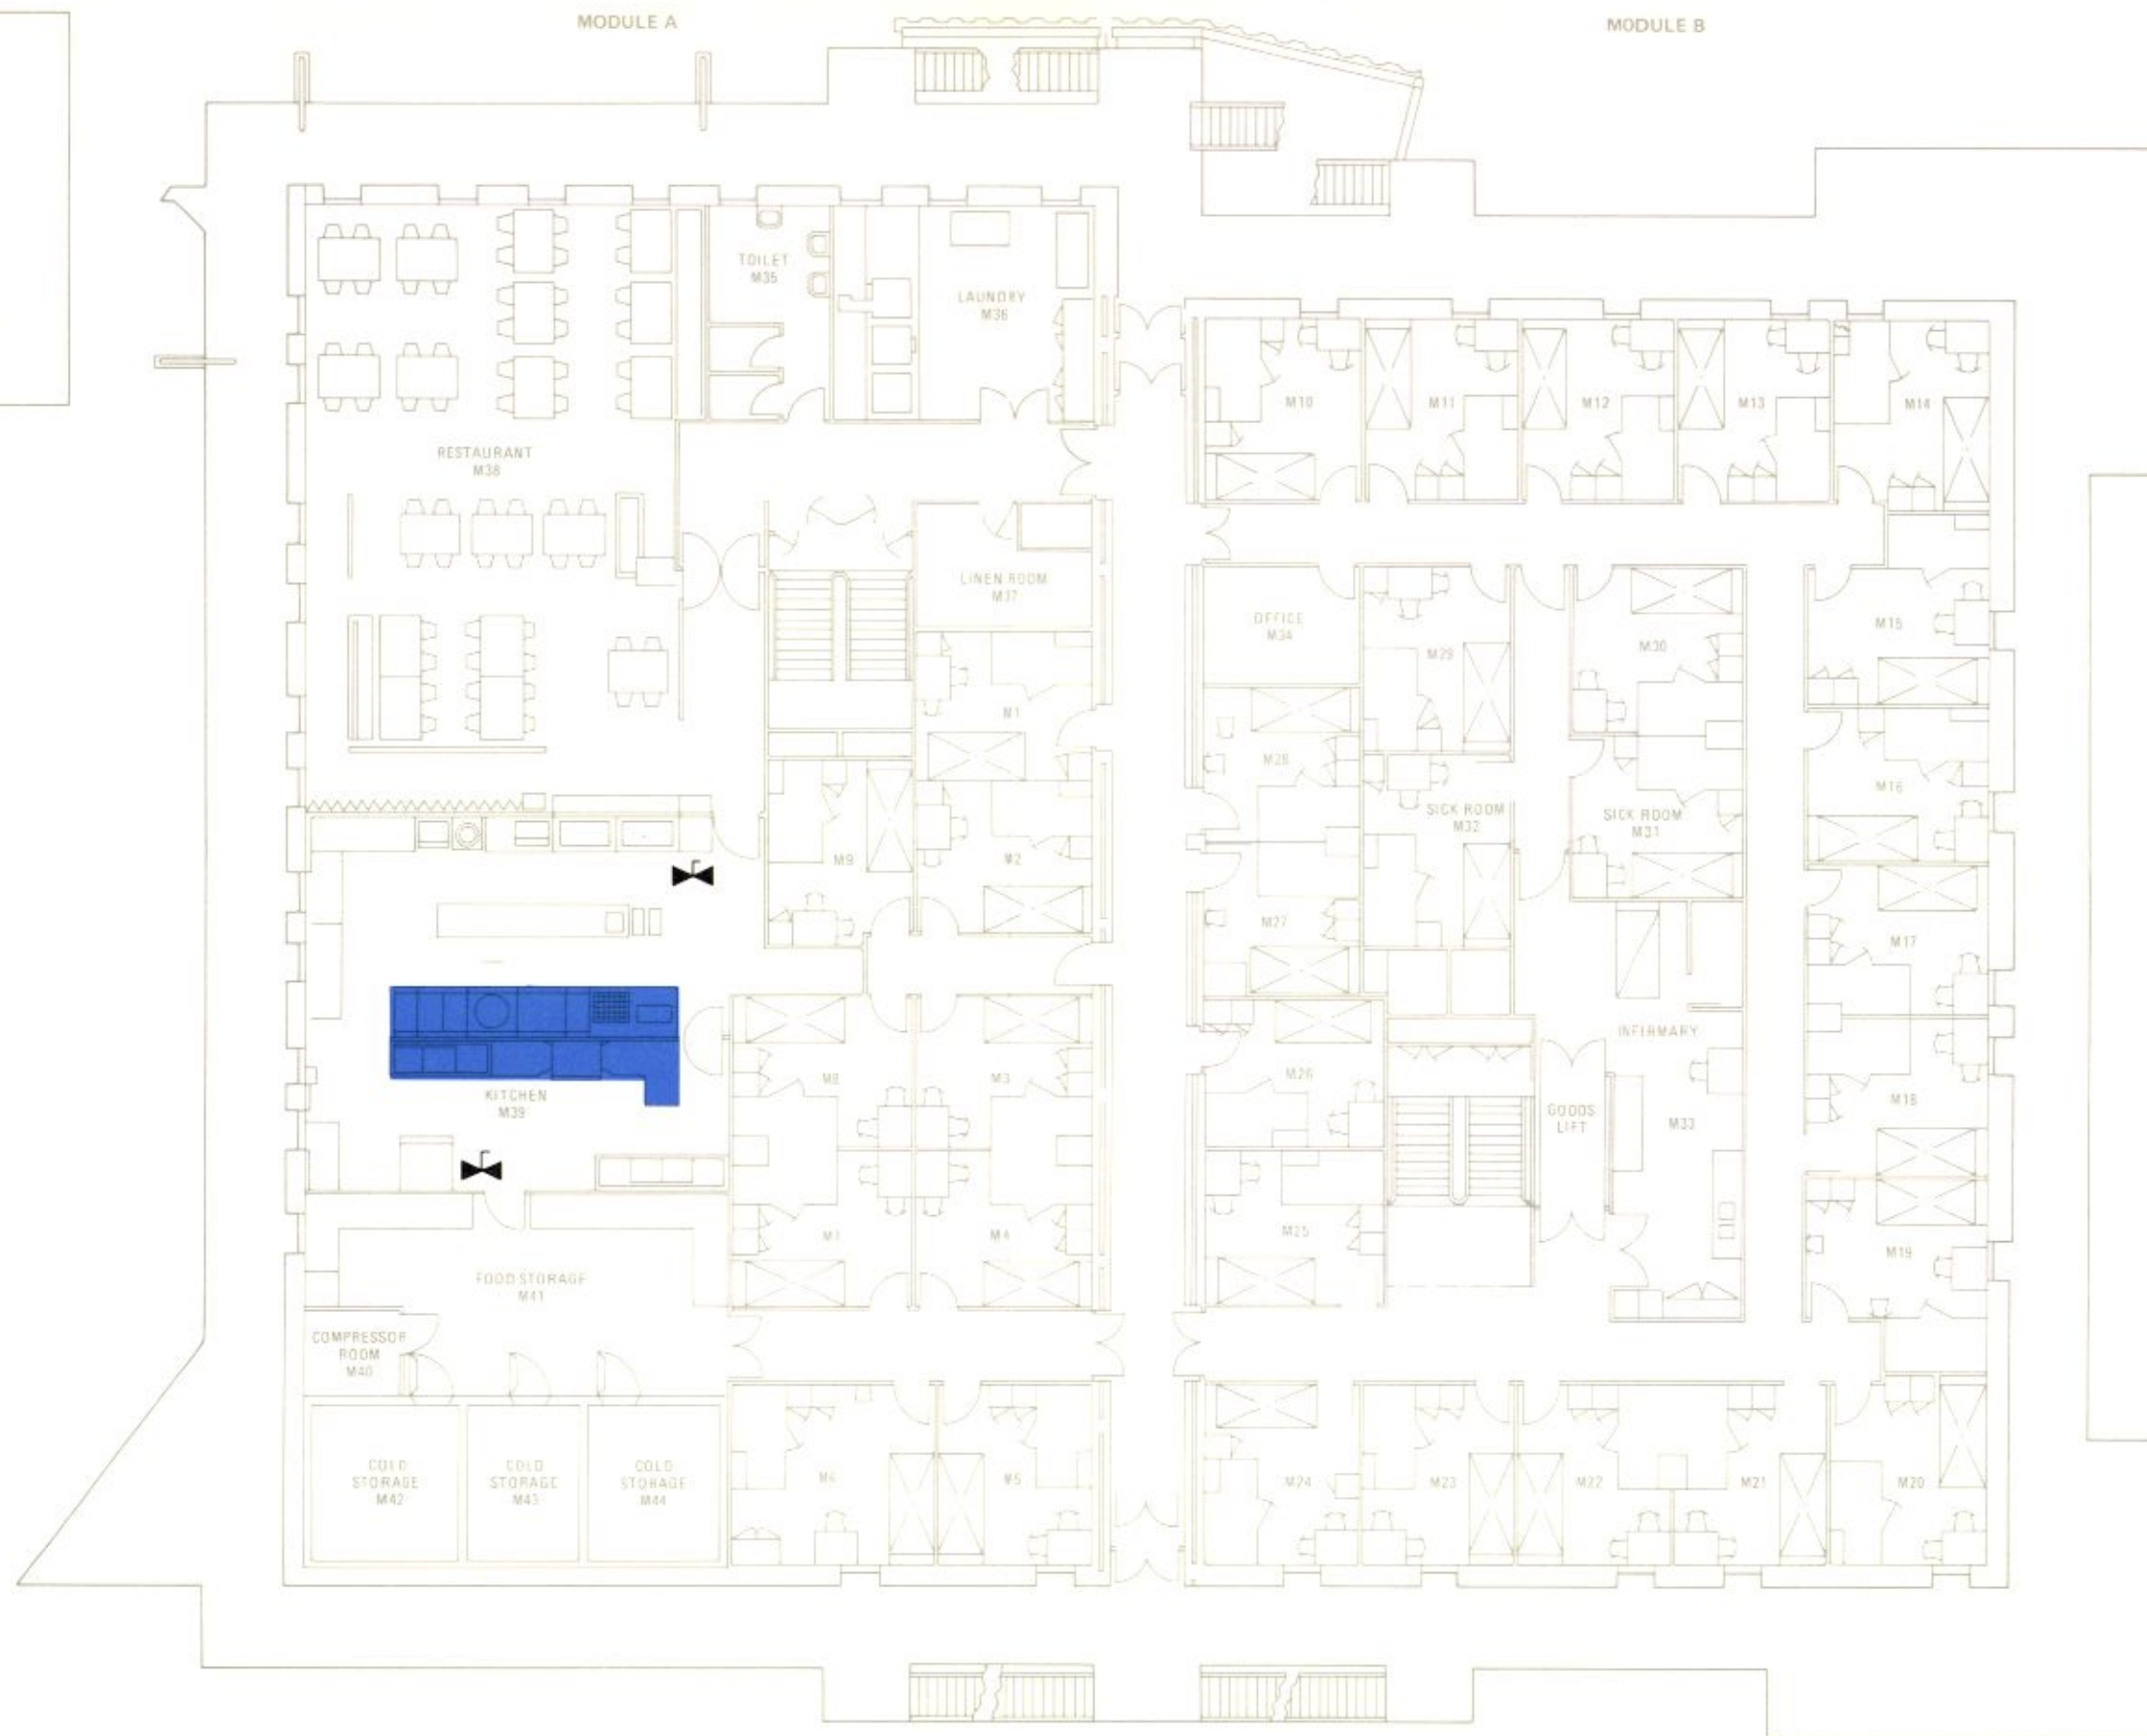 MODULE A
MODULE B
TOILET
M35
LAUNDRY
M36
M10
M11
M12
M13
M14
RESTAURANT
M38
LINEN ROOM
M37
OFFICE
M34
M29
M30
M15
M1
M28
M16
SICK ROOM
M32
SICK ROOM
M31
M9
M2
M27
M17
INFIRMARY
M8
M3
M26
KITCHEN
M39
GOODS
LIFT
M33
M18
M7
M4
M25
M19
FOOD STORAGE
M41
COMPRESSOR
ROOM
M40
COLD
STORAGE
M42
COLD
STORAGE
M43
COLD
STORAGE
M44
M6
M5
M24
M23
M22
M21
M20